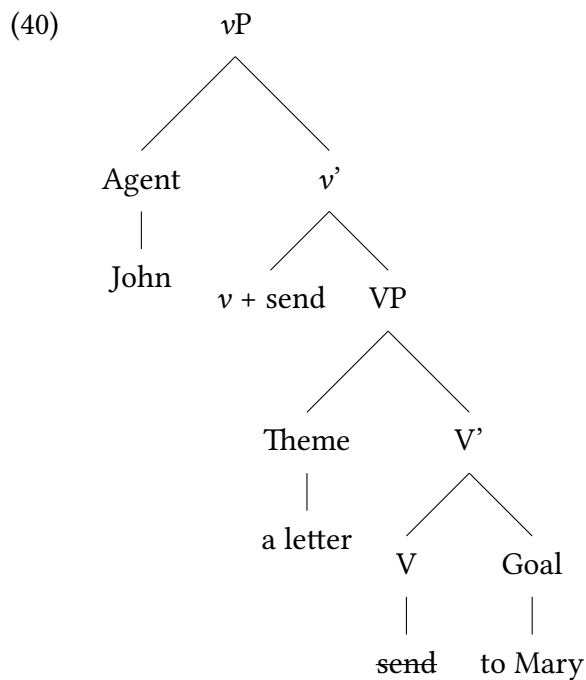 (40) vP
Agent v’
John
v + send VP
Theme V’
a letter
V Goal
send to Mary